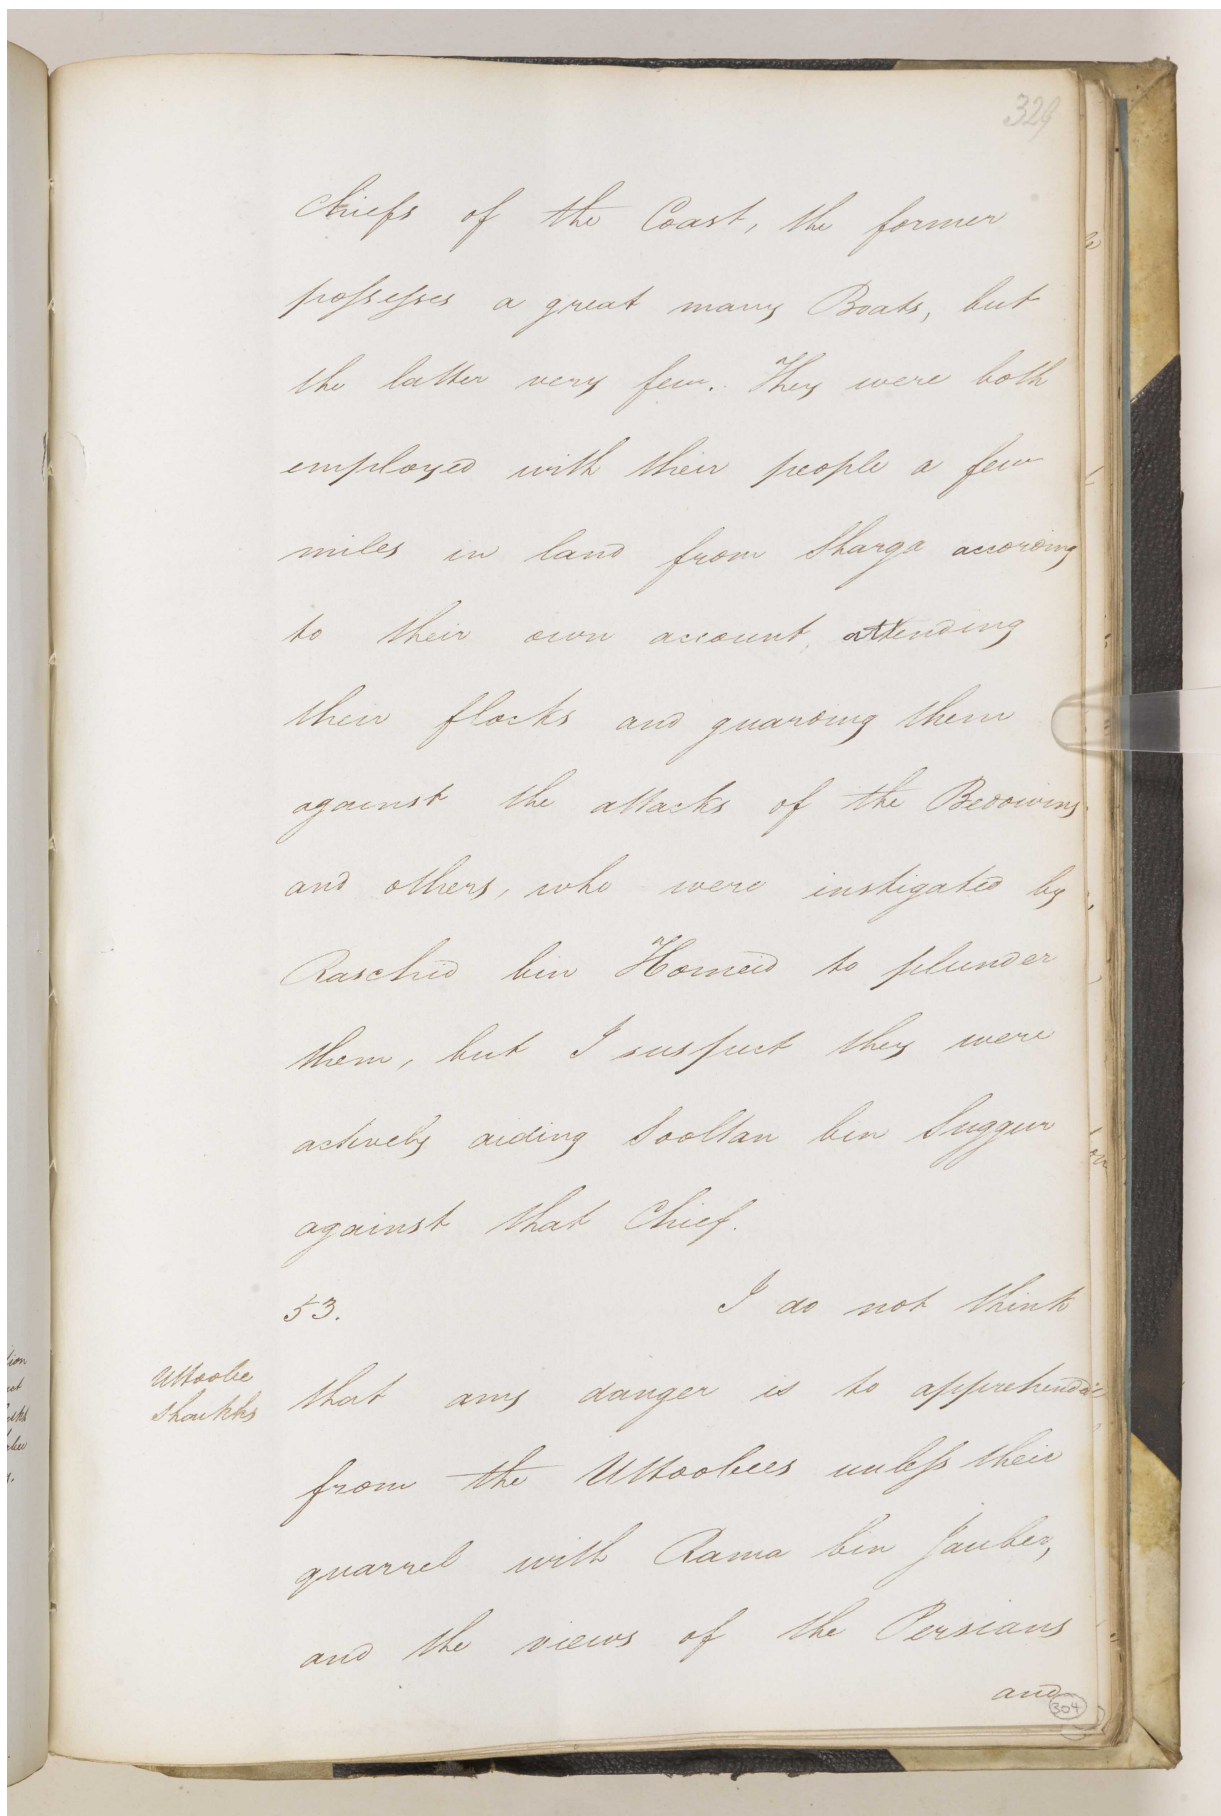 329
Chiefs of the Coast, the former
possesses a great many Boats, but
the latter very few. They were both
employed with their people a few
miles in land from Sharga according
to their own account, attending
their flocks and guarding them
against the attacks of the Bedowins
and others, who were instigated by
Raschid bin Homeid to plunder
them, but I suspect they were
actively aiding Sooltan bin Suggur
against that Chief.
53. I do not think
Uttoobee
Shaikhs
that any danger is to apprehended
from the Uttoobees unless their
quarrel with Rama bin Jauber,
and the views of the Persians
and
304